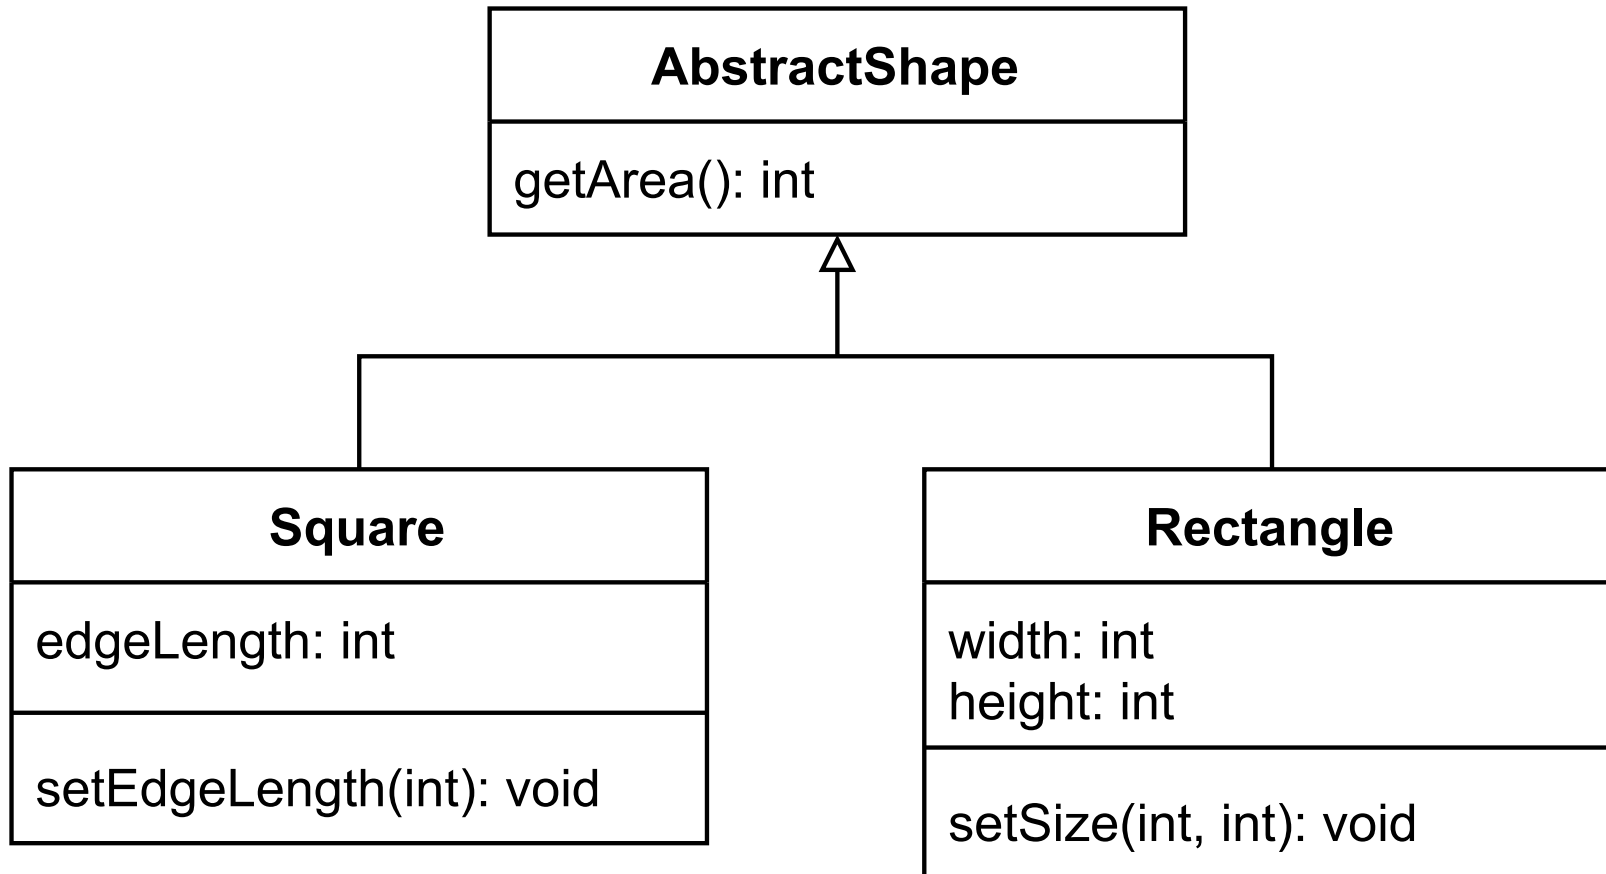 AbstractShape
getArea(): int
Square
edgeLength: int
setEdgeLength(int): void
Rectangle
width: int
height: int
setSize(int, int): void